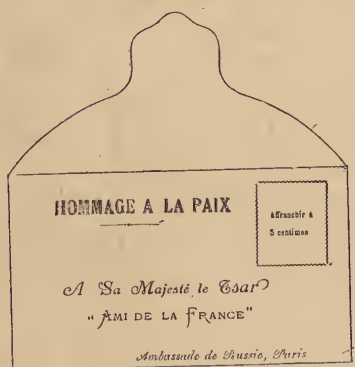 HOMMAGE A LA PAIX
Affranchir à
5 centimes
A Sa Majesté le Tsar
"AMI DE LA FRANCE"
Ambassade de Russie, Paris